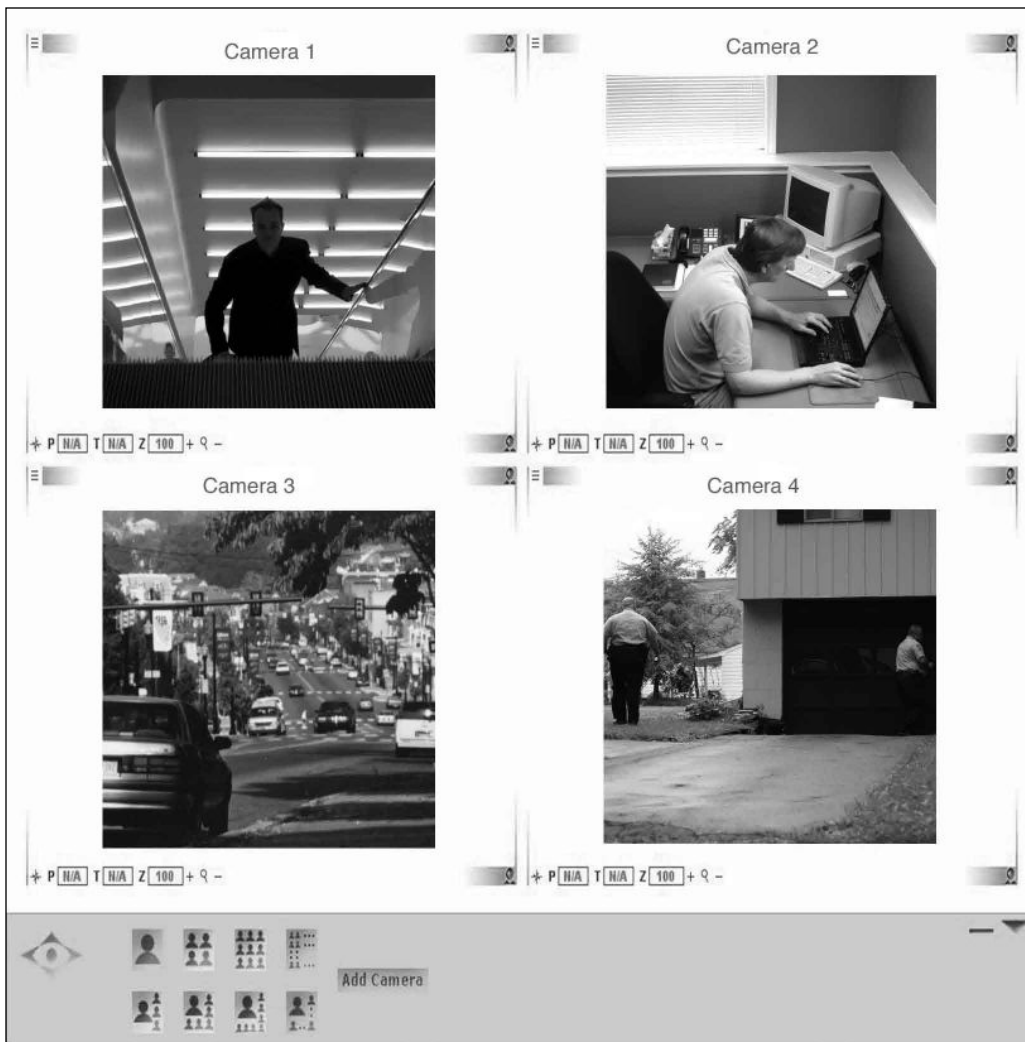 Camera 1
Camera 2
P N/A T N/A Z 100 + -
P N/A T N/A Z 100 + -
Camera 3
Camera 4
P N/A T N/A Z 100 + -
P N/A T N/A Z 100 + -
Add Camera